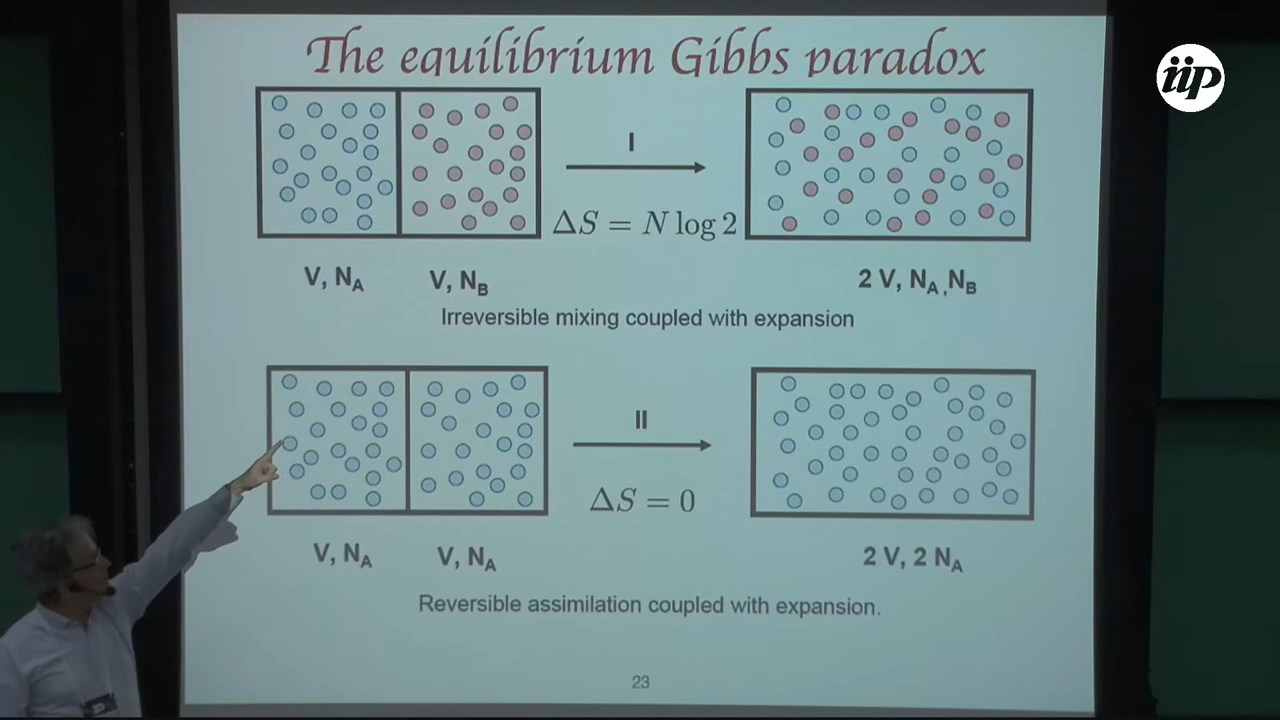 The equilibrium Gibbs paradox
iip
I
ΔS = N log 2
V, N_A
V, N_B
2 V, N_A, N_B
Irreversible mixing coupled with expansion
II
ΔS = 0
V, N_A
V, N_A
2 V, 2 N_A
Reversible assimilation coupled with expansion.
23